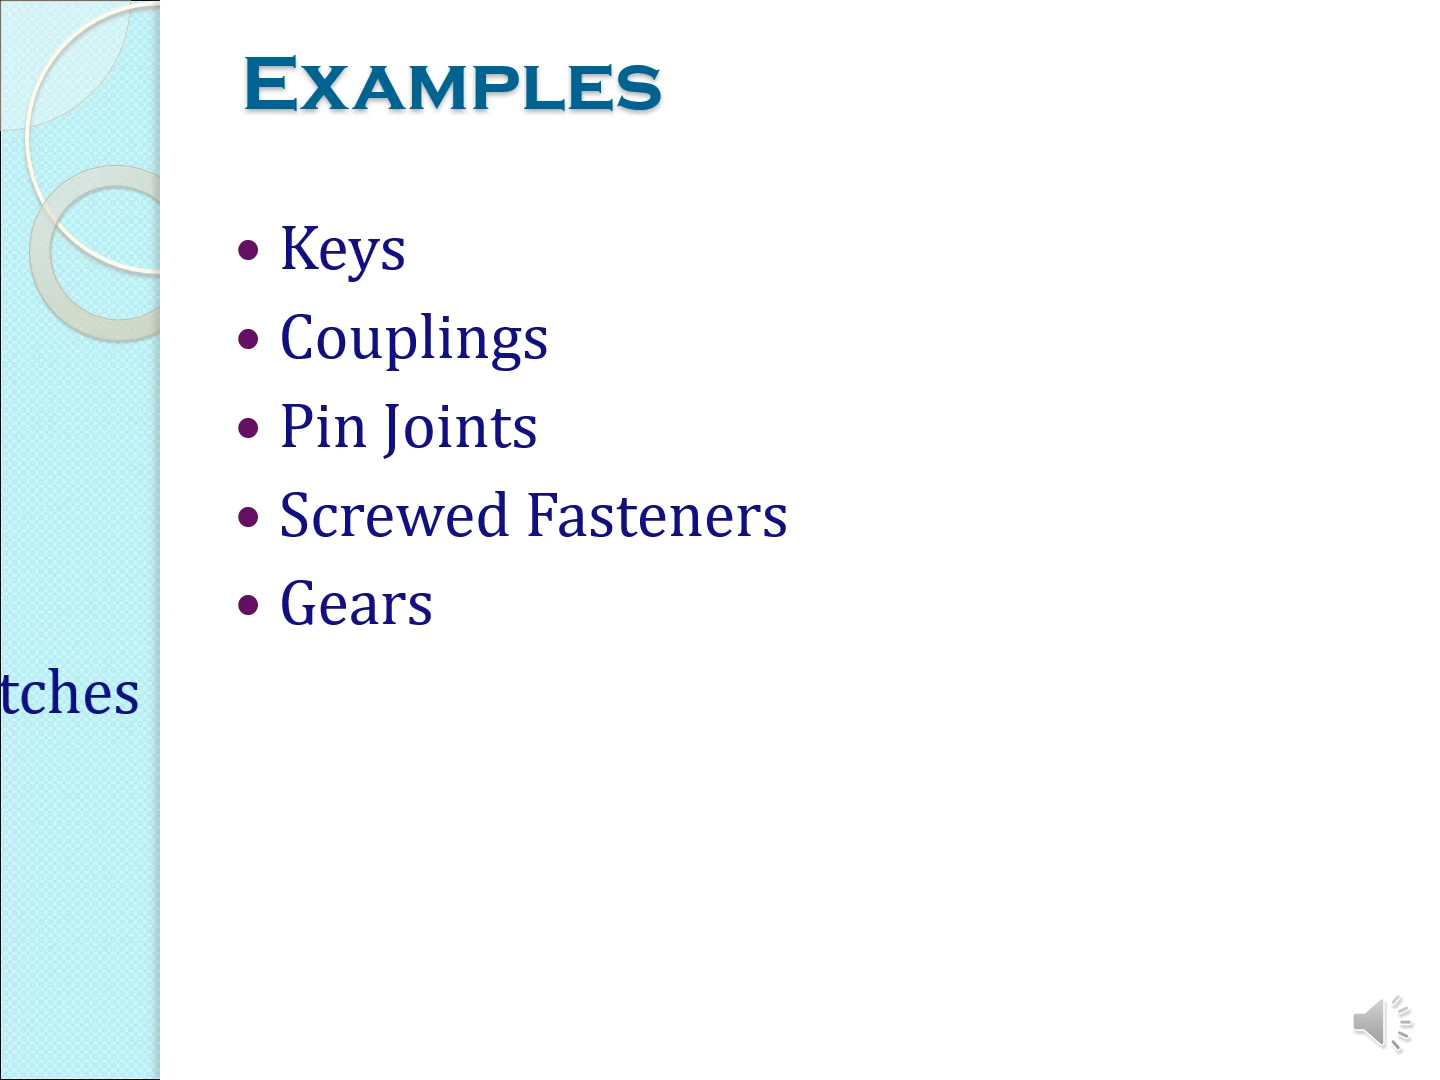 Examples
• Keys
• Couplings
• Pin Joints
• Screwed Fasteners
• Gears
tches